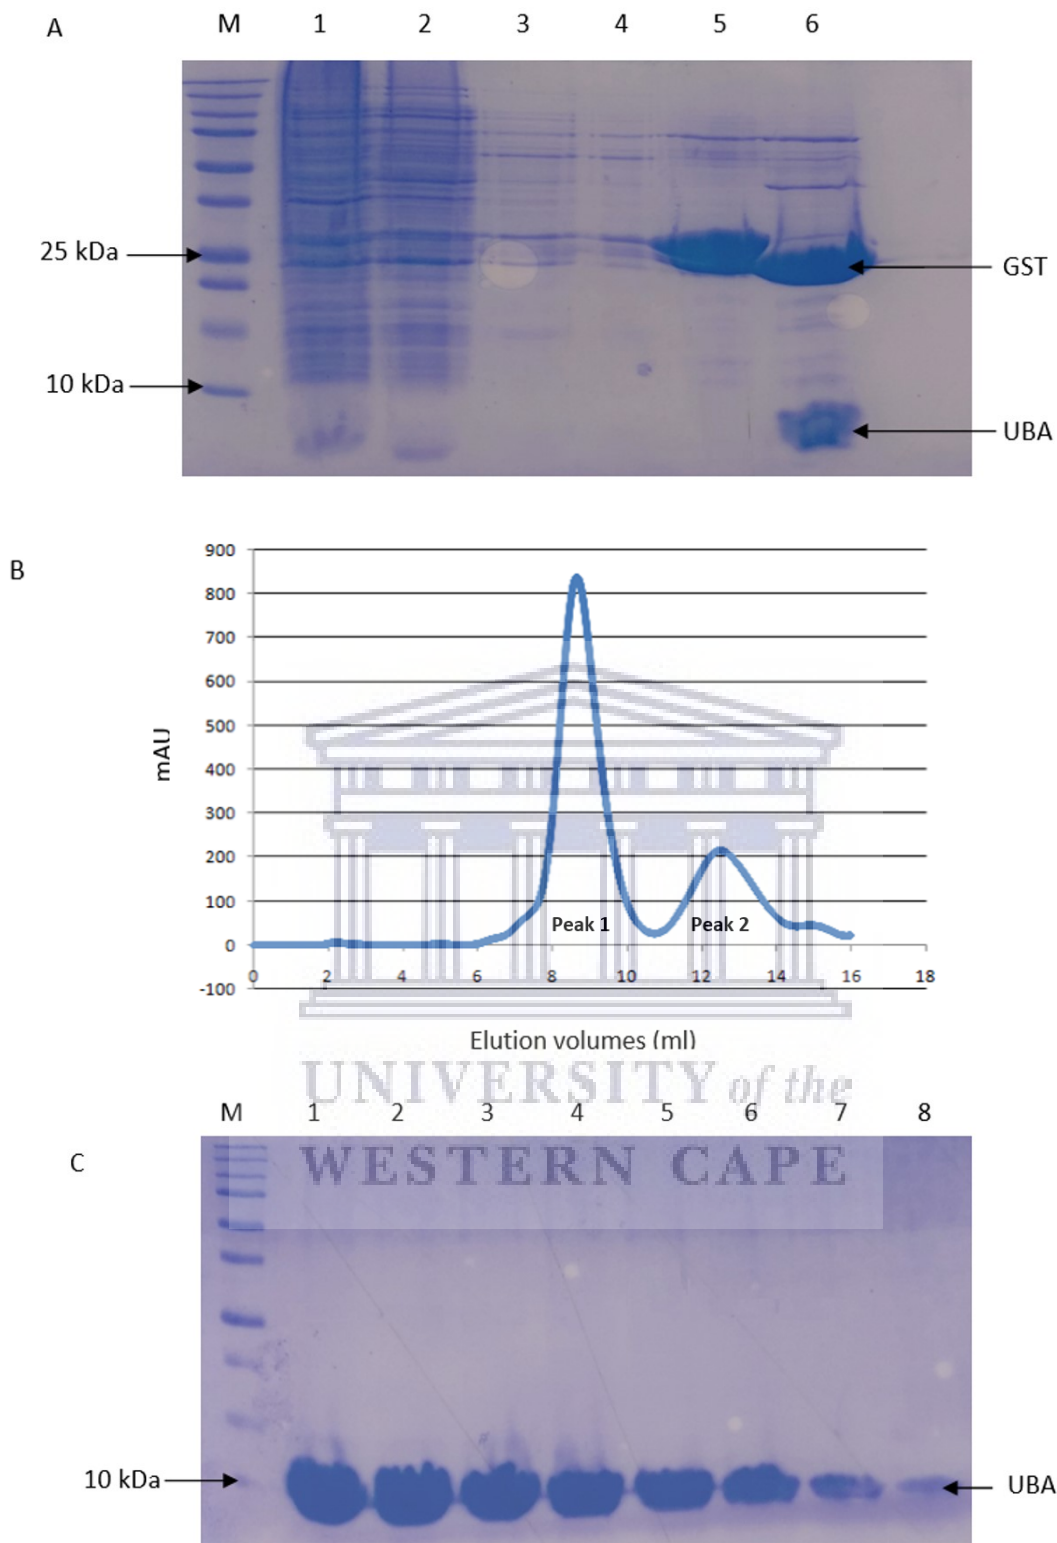 A
M 1 2 3 4 5 6
25 kDa
GST
10 kDa
UBA
B
900
800
700
600
500
400
300
200
100
0
-100
mAU
Peak 1 Peak 2
0 2 4 6 8 10 12 14 16 18
Elution volumes (ml)
UNIVERSITY of the
M 1 2 3 4 5 6 7 8
C
WESTERN CAPE
10 kDa
UBA